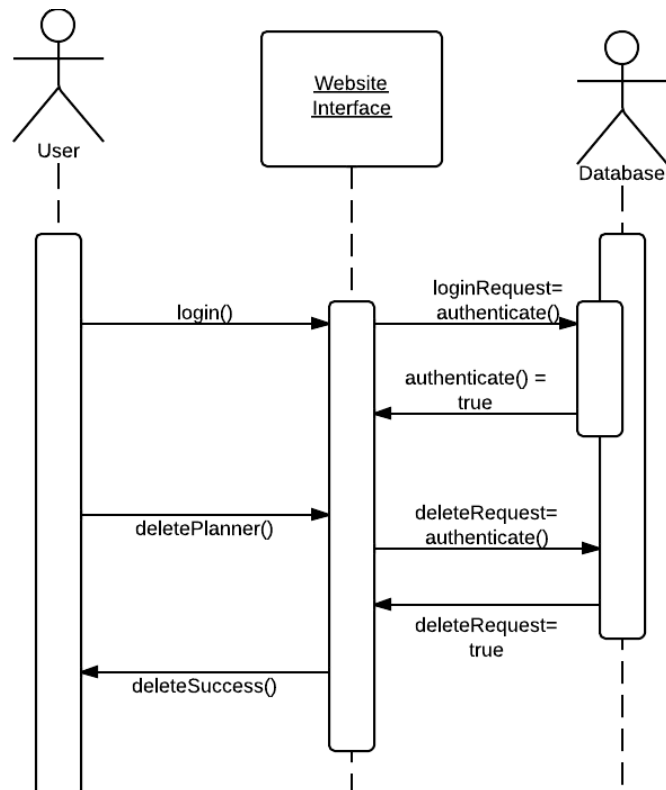 Website
Interface
User
Database
loginRequest=
authenticate()
login()
authenticate() =
true
deletePlanner()
deleteRequest=
authenticate()
deleteRequest=
true
deleteSuccess()